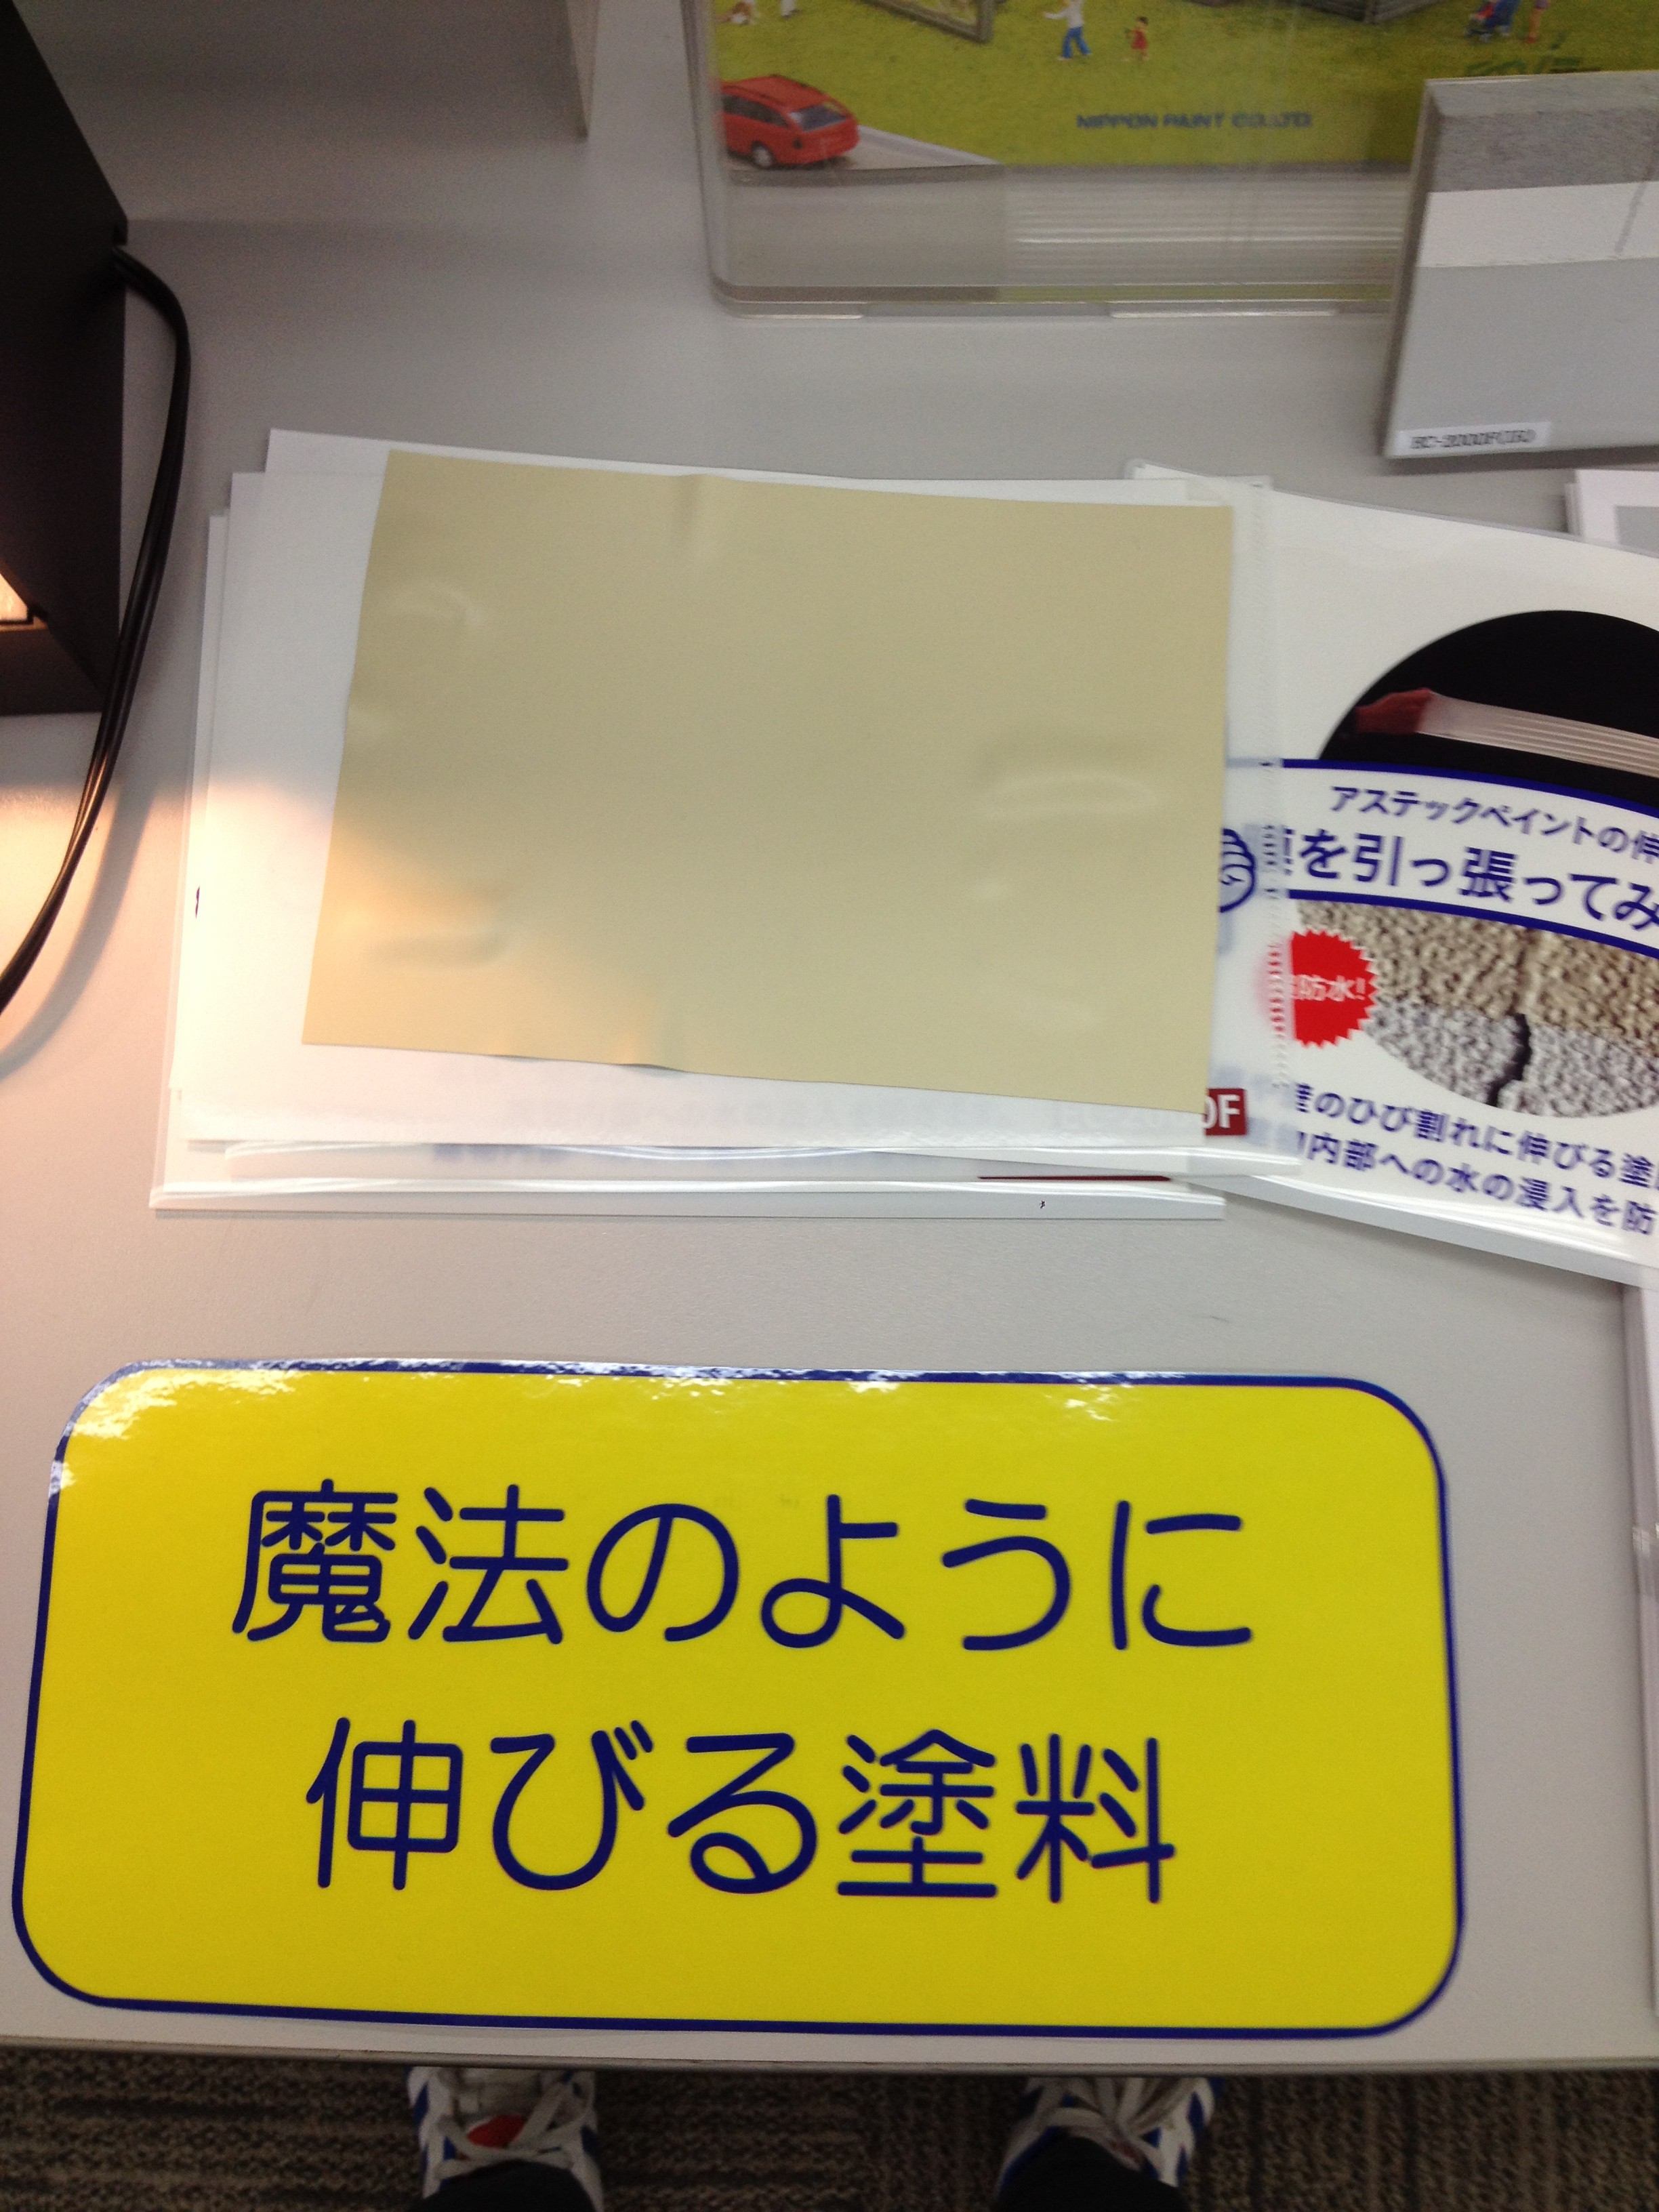 NIPPON PAINT CO.,LTD.
アステックペイントの伸
を引っ張ってみ
防水!
のひび割れに伸びる塗
内部への水の浸入を防
0F
魔法のように
伸びる塗料